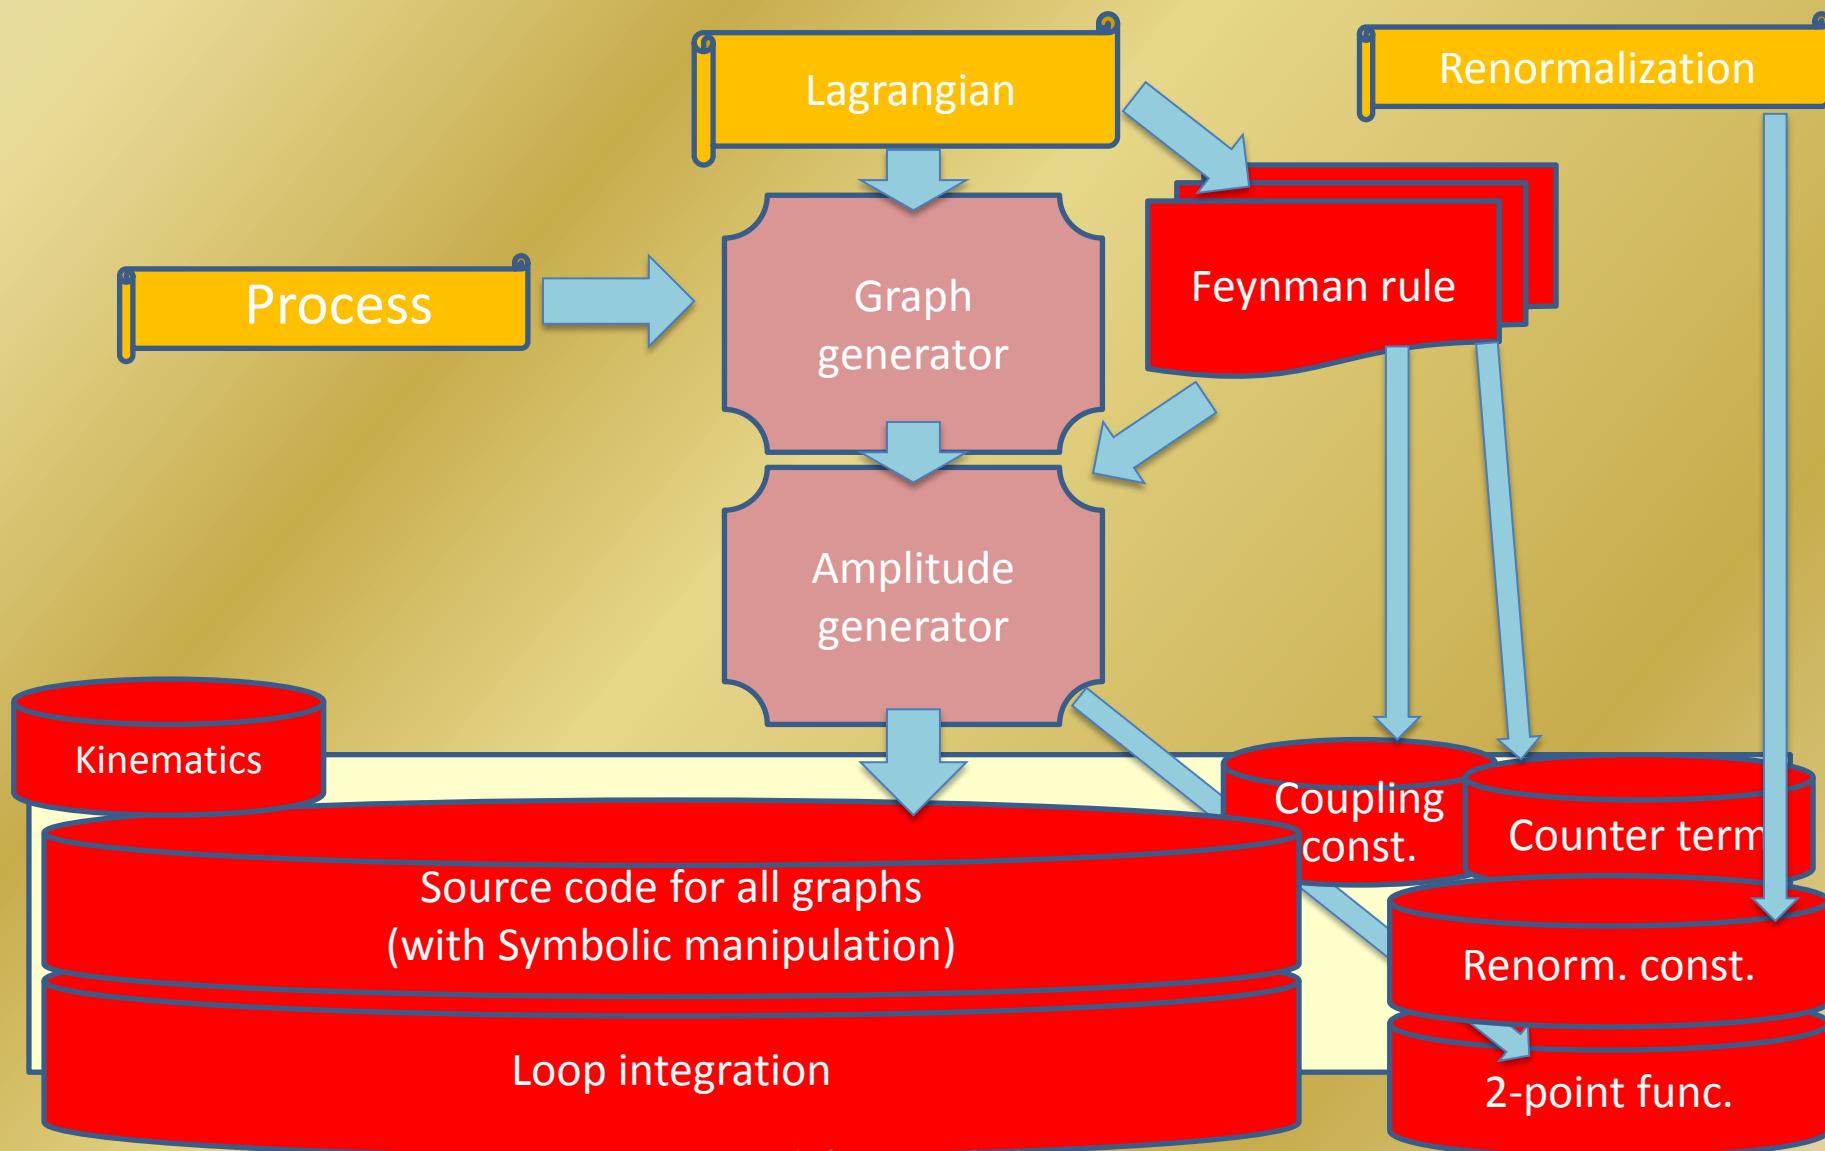 Lagrangian
Renormalization
Process
Graph
generator
Feynman rule
Amplitude
generator
Kinematics
Coupling
const.
Counter term
Source code for all graphs
(with Symbolic manipulation)
Renorm. const.
Loop integration
2-point func.